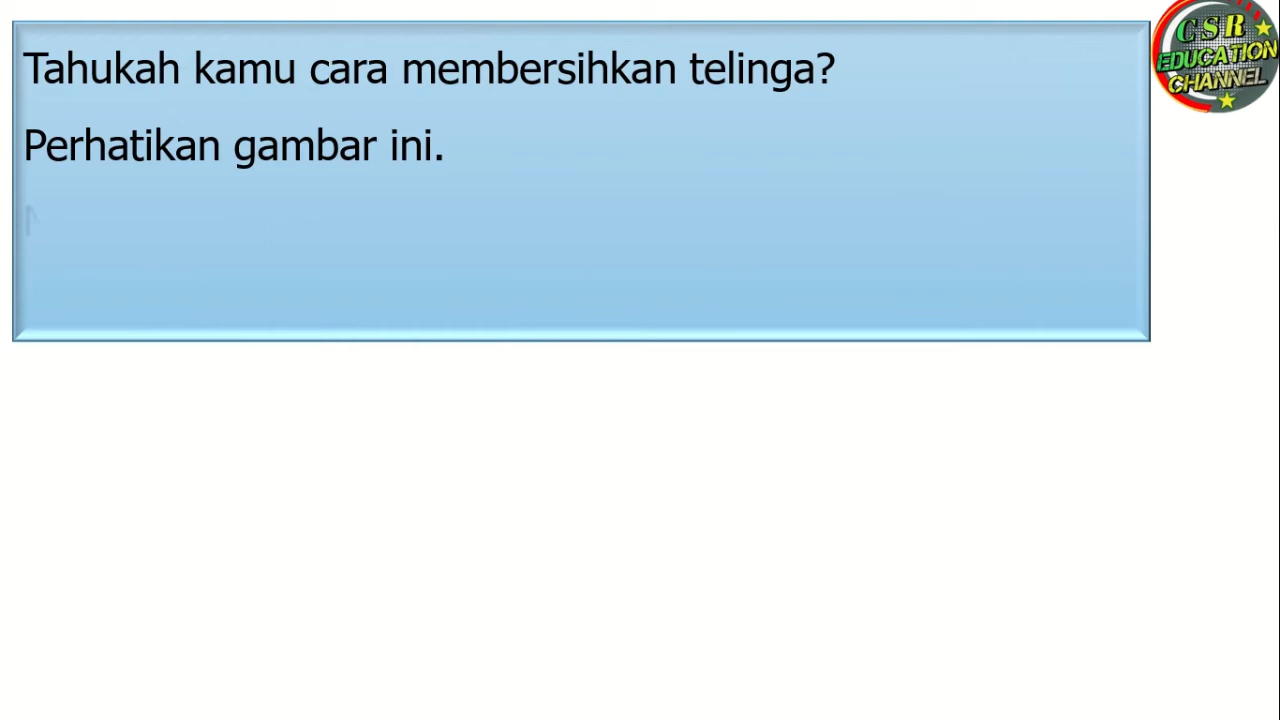 Tahukah kamu cara membersihkan telinga?
Perhatikan gambar ini.
CSR
EDUCATION
CHANNEL